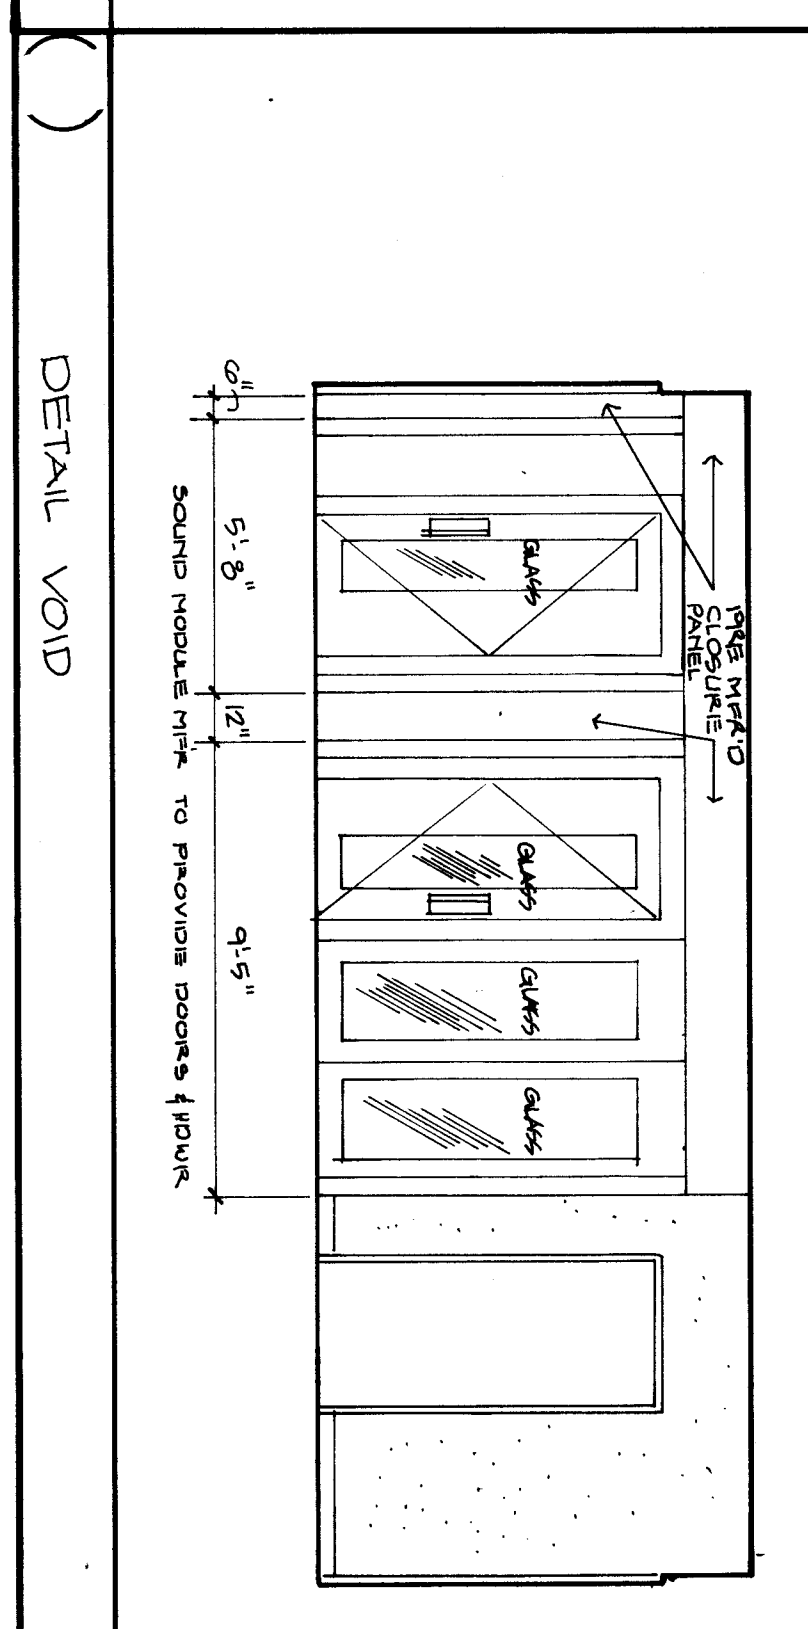 PRE MFR'D
CLOSURE
PANEL
GLASS
GLASS
GLASS
GLASS
6"
5'-8"
12"
9'-5"
SOUND MODULE MFR. TO PROVIDE DOORS & HDWR
( )
DETAIL VOID